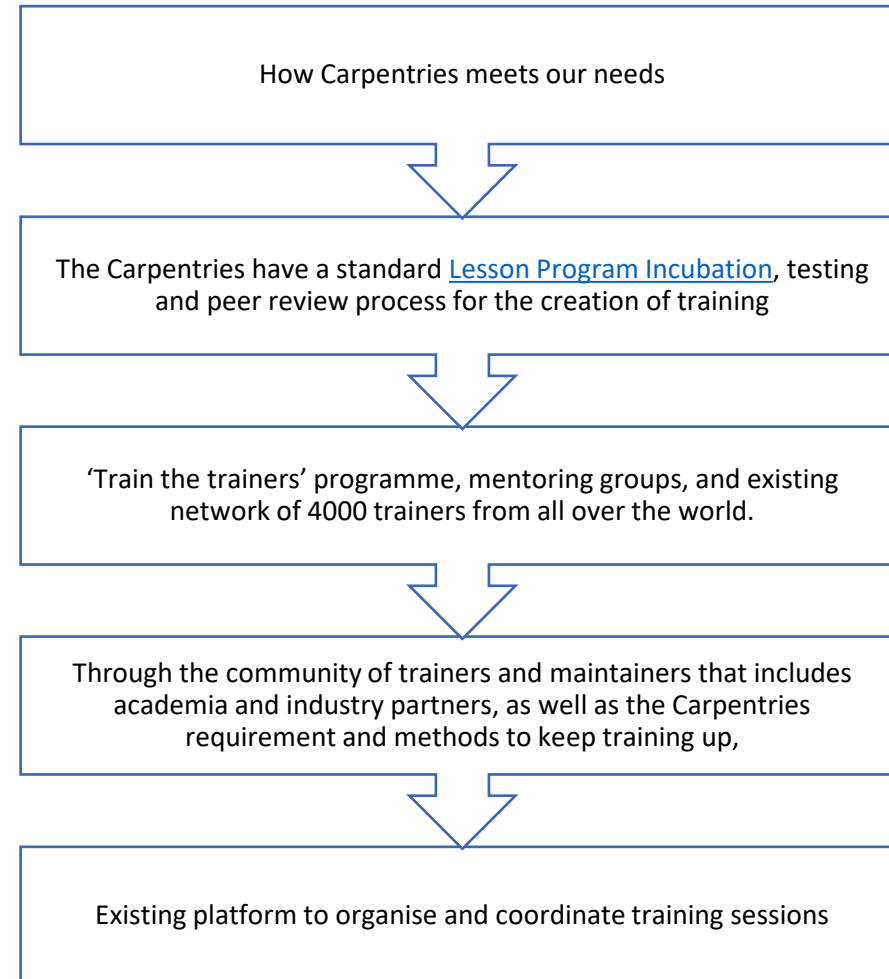 How Carpentries meets our needs
The Carpentries have a standard Lesson Program Incubation, testing
and peer review process for the creation of training
‘Train the trainers’ programme, mentoring groups, and existing
network of 4000 trainers from all over the world.
Through the community of trainers and maintainers that includes
academia and industry partners, as well as the Carpentries
requirement and methods to keep training up,
Existing platform to organise and coordinate training sessions